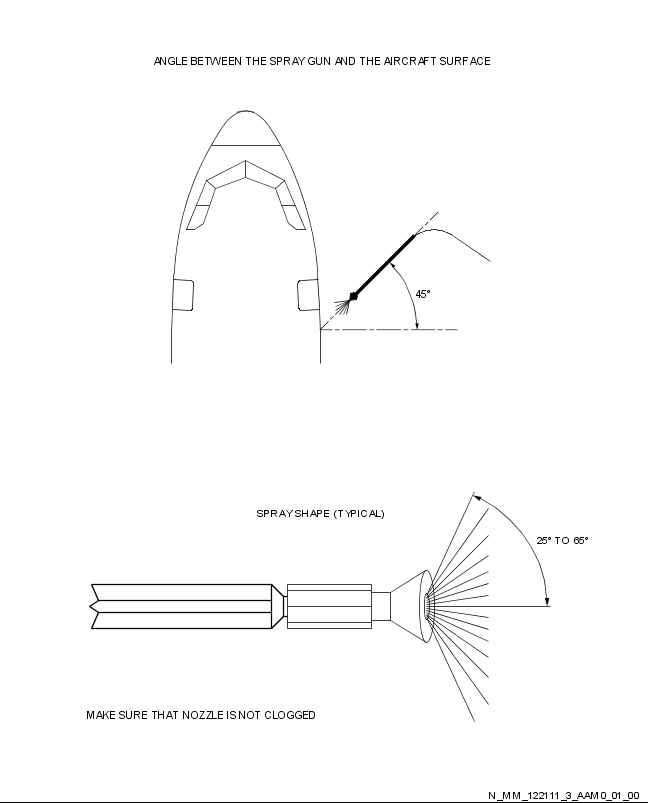 ANGLE BETWEEN THE SPRAY GUN AND THE AIRCRAFT SURFACE
45°
SPRAY SHAPE (TYPICAL)
25° TO 65°
MAKE SURE THAT NOZZLE IS NOT CLOGGED
N_MM_122111_3_AAM0_01_00